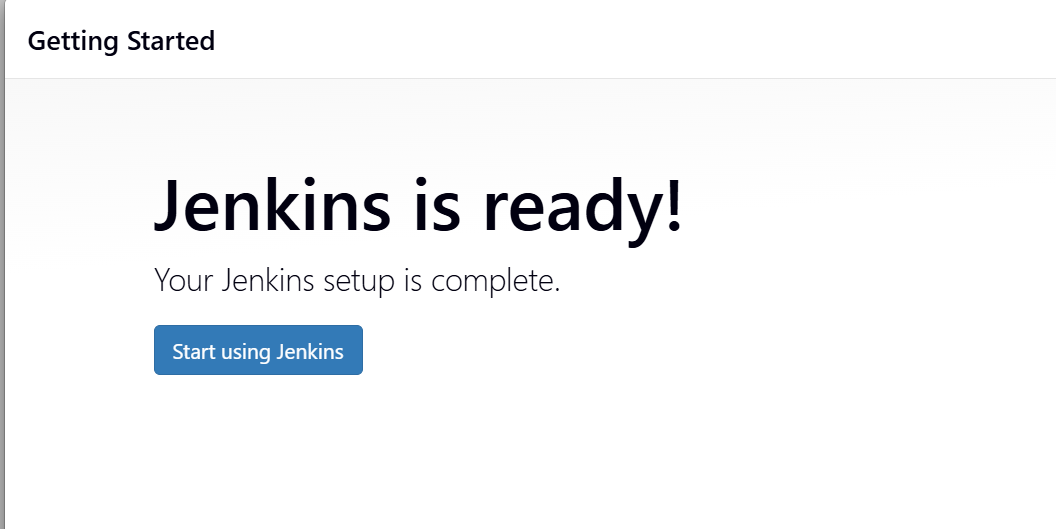 Getting Started
Jenkins is ready!
Your Jenkins setup is complete.
Start using Jenkins